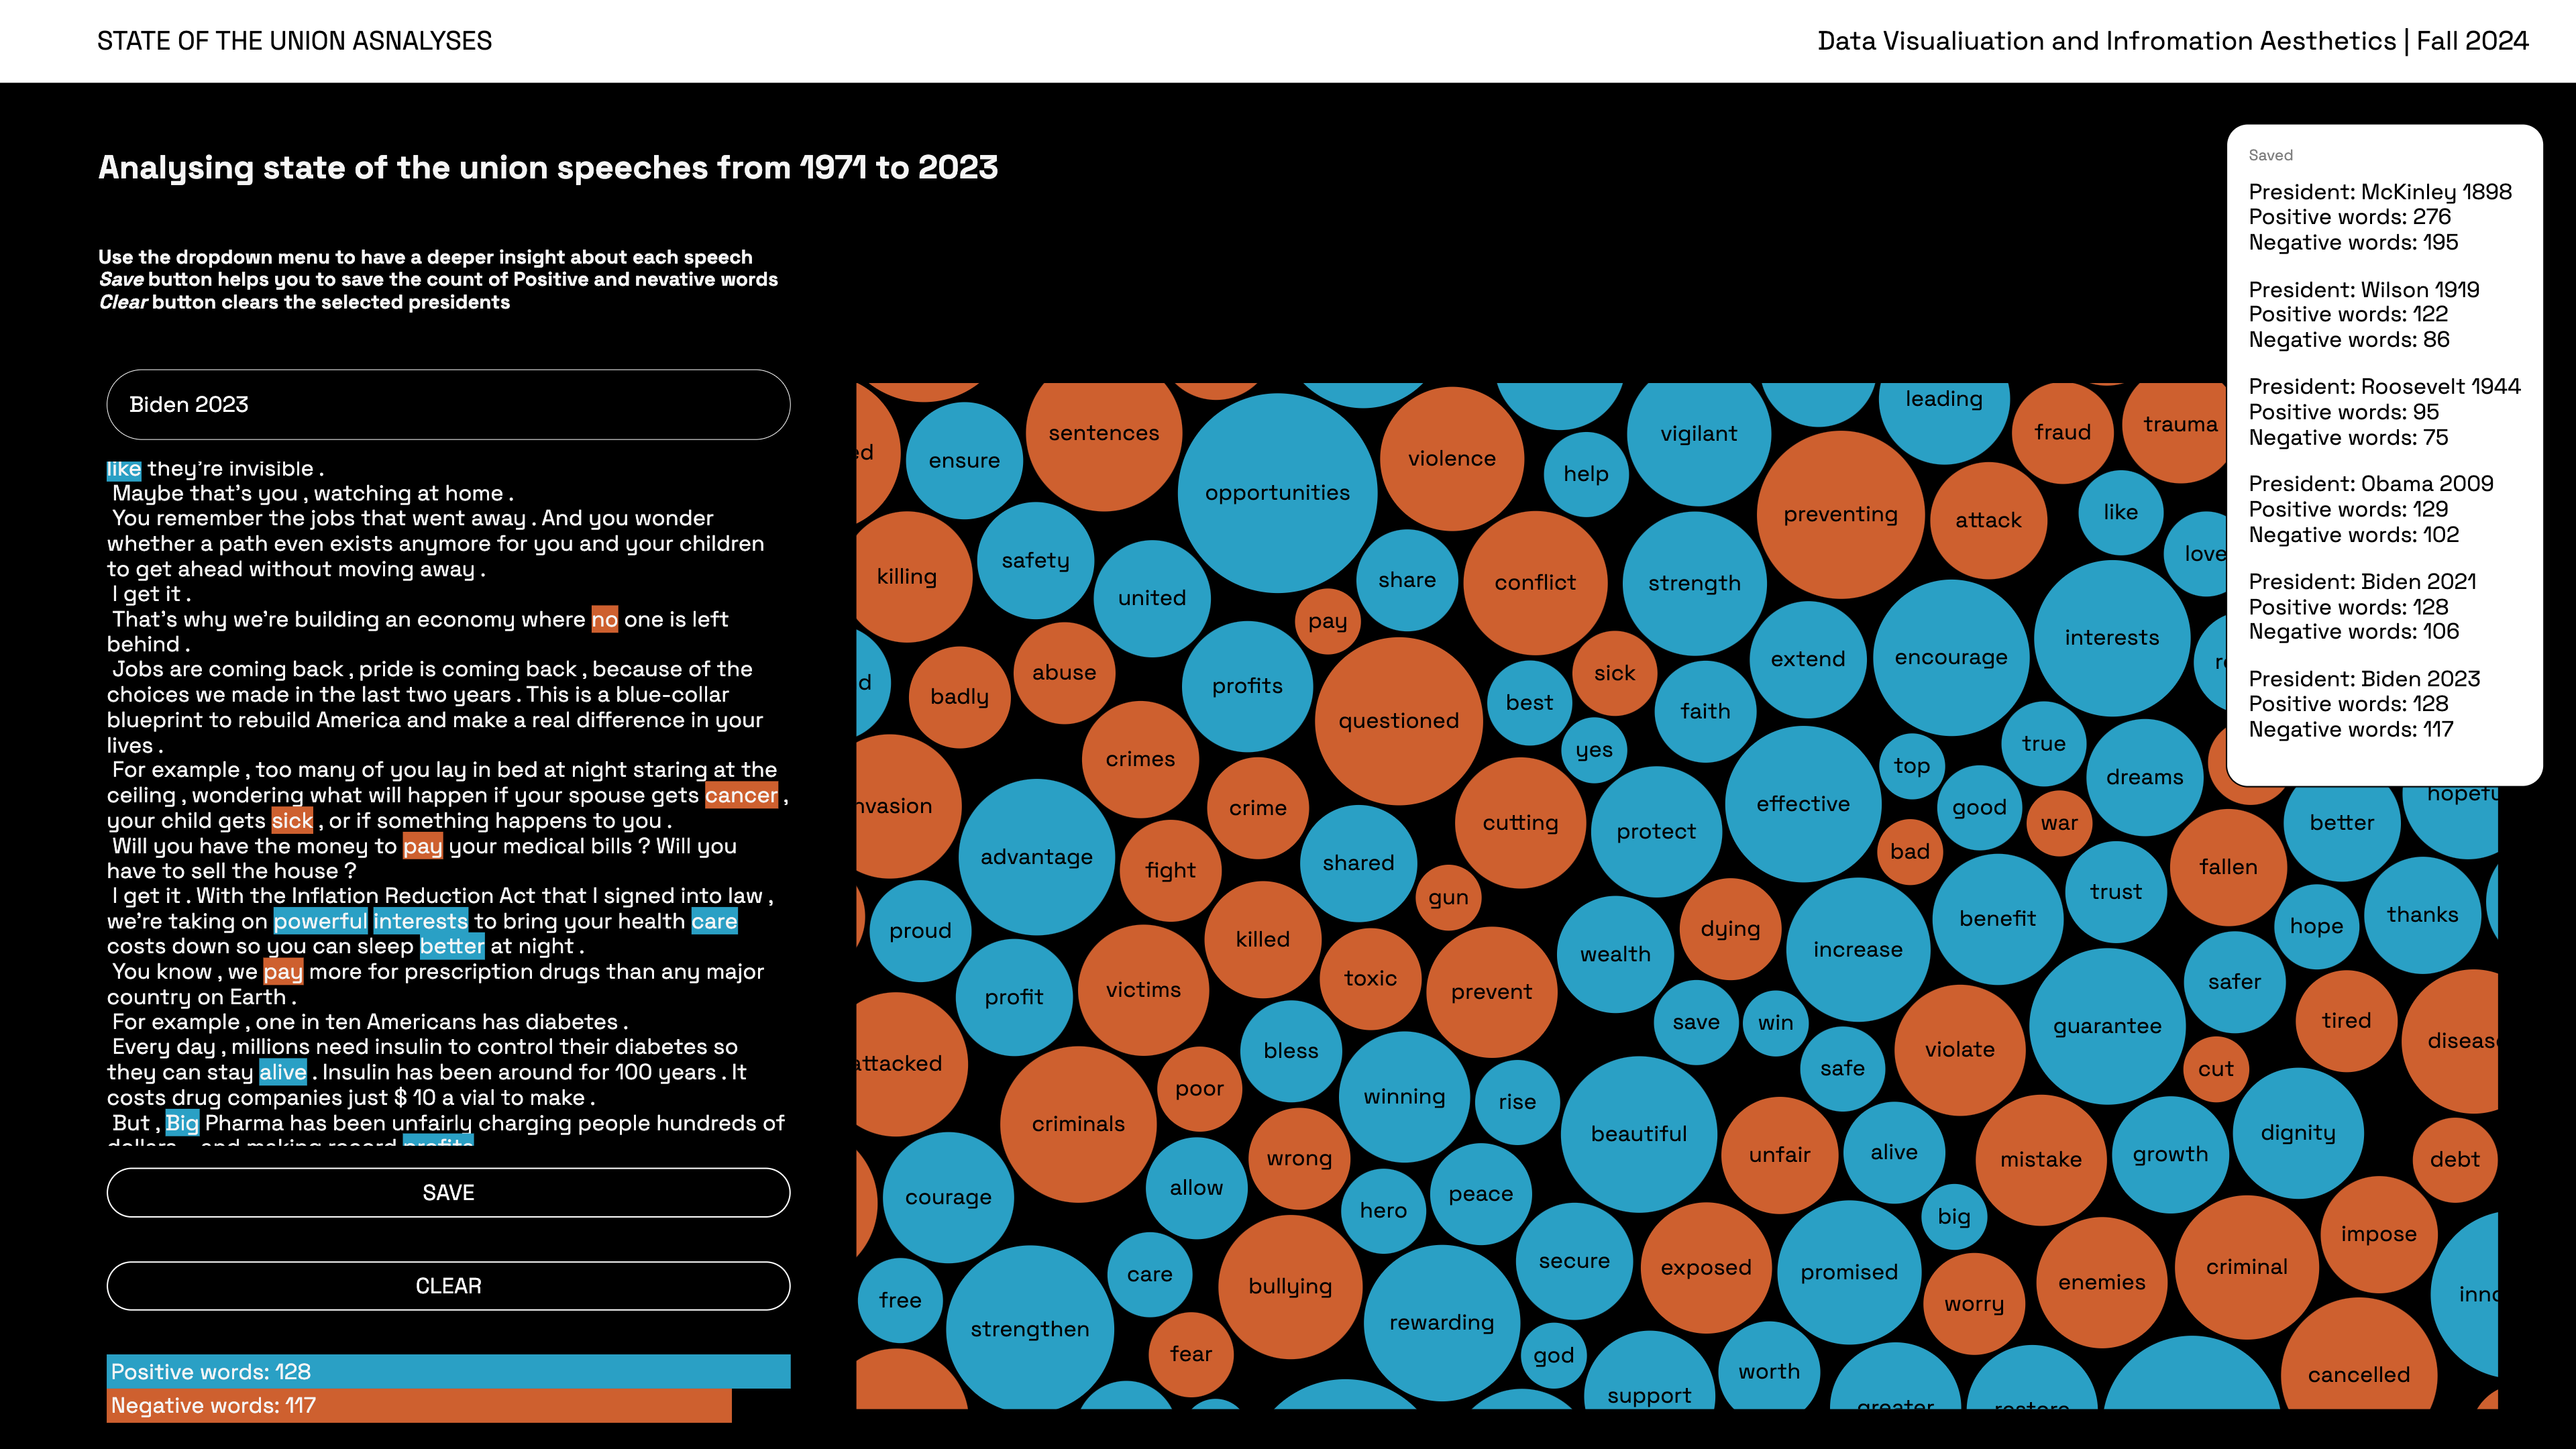 STATE OF THE UNION ASNALYSES
Data Visualiuation and Infromation Aesthetics | Fall 2024
Analysing state of the union speeches from 1971 to 2023
Use the dropdown menu to have a deeper insight about each speech
Save button helps you to save the count of Positive and nevative words
Clear button clears the selected presidents
Biden 2023
like they're invisible .
Maybe that's you , watching at home .
You remember the jobs that went away . And you wonder
whether a path even exists anymore for you and your children
to get ahead without moving away .
I get it .
That's why we're building an economy where no one is left
behind .
Jobs are coming back , pride is coming back , because of the
choices we made in the last two years . This is a blue-collar
blueprint to rebuild America and make a real difference in your
lives .
For example , too many of you lay in bed at night staring at the
ceiling , wondering what will happen if your spouse gets cancer ,
your child gets sick , or if something happens to you .
Will you have the money to pay your medical bills ? Will you
have to sell the house ?
I get it . With the Inflation Reduction Act that I signed into law ,
we're taking on powerful interests to bring your health care
costs down so you can sleep better at night .
You know , we pay more for prescription drugs than any major
country on Earth .
For example , one in ten Americans has diabetes .
Every day , millions need insulin to control their diabetes so
they can stay alive . Insulin has been around for 100 years . It
costs drug companies just $ 10 a vial to make .
But , Big Pharma has been unfairly charging people hundreds of
dollars , and making record profits
SAVE
CLEAR
Positive words: 128
Negative words: 117
ed
ensure
sentences
opportunities
violence
help
vigilant
leading
fraud
trauma
preventing
attack
like
love
killing
safety
united
pay
share
conflict
strength
extend
encourage
interests
re
d
badly
abuse
profits
questioned
best
sick
yes
faith
crimes
crime
cutting
protect
effective
top
good
true
war
dreams
bad
better
hopefu
nvasion
advantage
fight
shared
gun
fallen
trust
benefit
hope
thanks
proud
killed
toxic
prevent
wealth
dying
increase
safer
profit
victims
save
win
guarantee
tired
disease
bless
safe
violate
cut
attacked
criminals
poor
winning
rise
beautiful
unfair
alive
mistake
growth
dignity
debt
wrong
allow
courage
hero
peace
big
impose
free
care
bullying
secure
exposed
promised
worry
enemies
criminal
inno
strengthen
fear
rewarding
god
support
worth
greater
restore
cancelled
Saved
President: McKinley 1898
Positive words: 276
Negative words: 195
President: Wilson 1919
Positive words: 122
Negative words: 86
President: Roosevelt 1944
Positive words: 95
Negative words: 75
President: Obama 2009
Positive words: 129
Negative words: 102
President: Biden 2021
Positive words: 128
Negative words: 106
President: Biden 2023
Positive words: 128
Negative words: 117